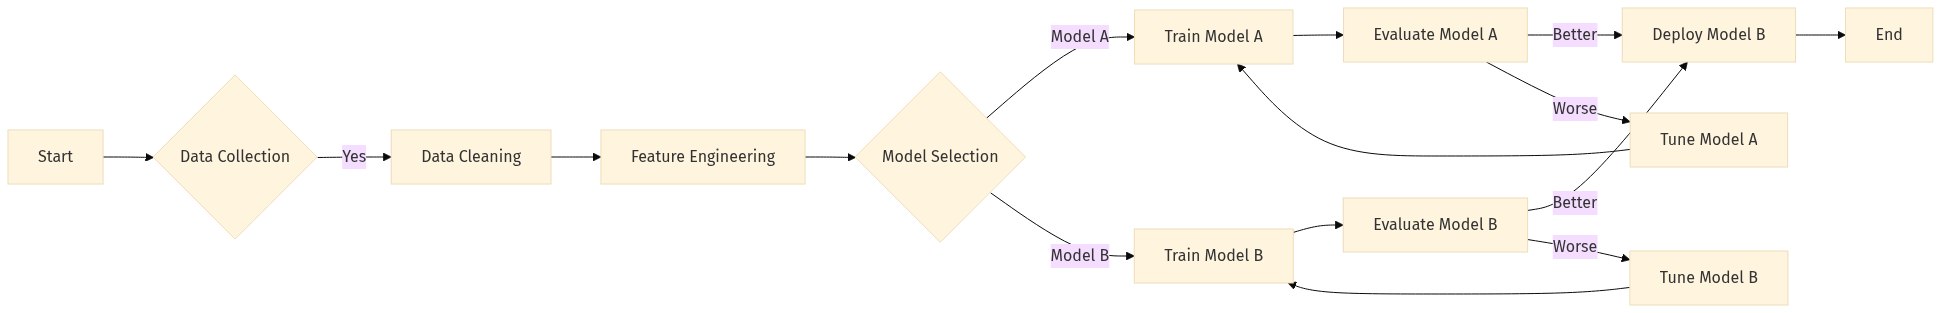 Start
Data Collection
Yes
Data Cleaning
Feature Engineering
Model Selection
Model A
Train Model A
Evaluate Model A
Better
Deploy Model B
End
Worse
Tune Model A
Model B
Train Model B
Evaluate Model B
Better
Worse
Tune Model B